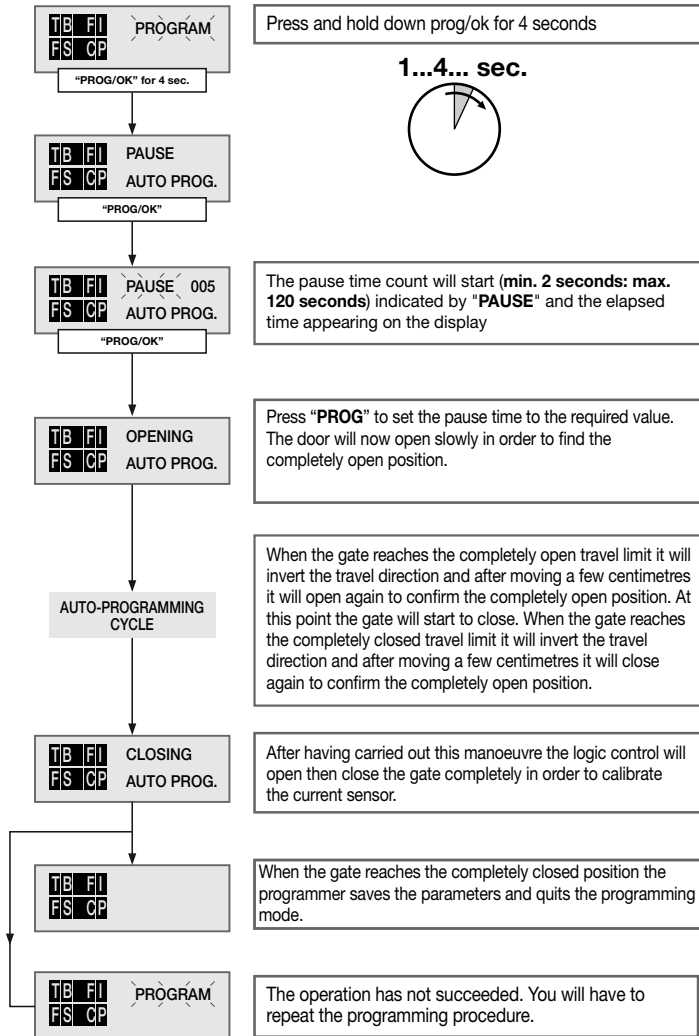 TB FI PROGRAM
FS CP
“PROG/OK” for 4 sec.
Press and hold down prog/ok for 4 seconds
1...4... sec.
TB FI PAUSE
FS CP AUTO PROG.
“PROG/OK”
TB FI PAUSE 005
FS CP AUTO PROG.
“PROG/OK”
The pause time count will start (min. 2 seconds: max.
120 seconds) indicated by "PAUSE" and the elapsed
time appearing on the display
TB FI OPENING
FS CP AUTO PROG.
Press “PROG” to set the pause time to the required value.
The door will now open slowly in order to find the
completely open position.
AUTO-PROGRAMMING
CYCLE
When the gate reaches the completely open travel limit it will
invert the travel direction and after moving a few centimetres
it will open again to confirm the completely open position. At
this point the gate will start to close. When the gate reaches
the completely closed travel limit it will invert the travel
direction and after moving a few centimetres it will close
again to confirm the completely open position.
TB FI CLOSING
FS CP AUTO PROG.
After having carried out this manoeuvre the logic control will
open then close the gate completely in order to calibrate
the current sensor.
TB FI
FS CP
When the gate reaches the completely closed position the
programmer saves the parameters and quits the programming
mode.
TB FI PROGRAM
FS CP
The operation has not succeeded. You will have to
repeat the programming procedure.